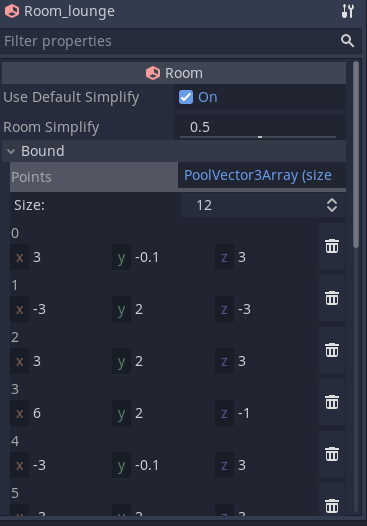 Room_lounge
Filter properties
Room
Use Default Simplify On
Room Simplify 0.5
Bound
Points PoolVector3Array (size
Size: 12
0
x 3 y -0.1 z 3
1
x -3 y 2 z -3
2
x 3 y 2 z 3
3
x 6 y 2 z -1
4
x -3 y -0.1 z 3
5